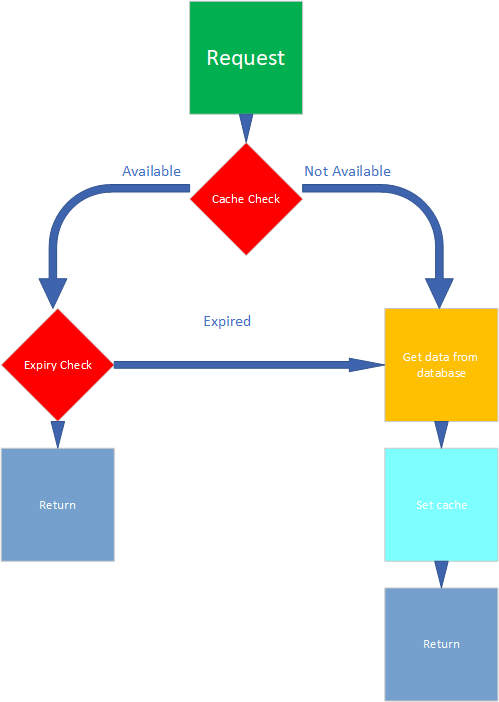 Request
Available
Not Available
Cache Check
Expired
Expiry Check
Get data from
database
Return
Set cache
Return